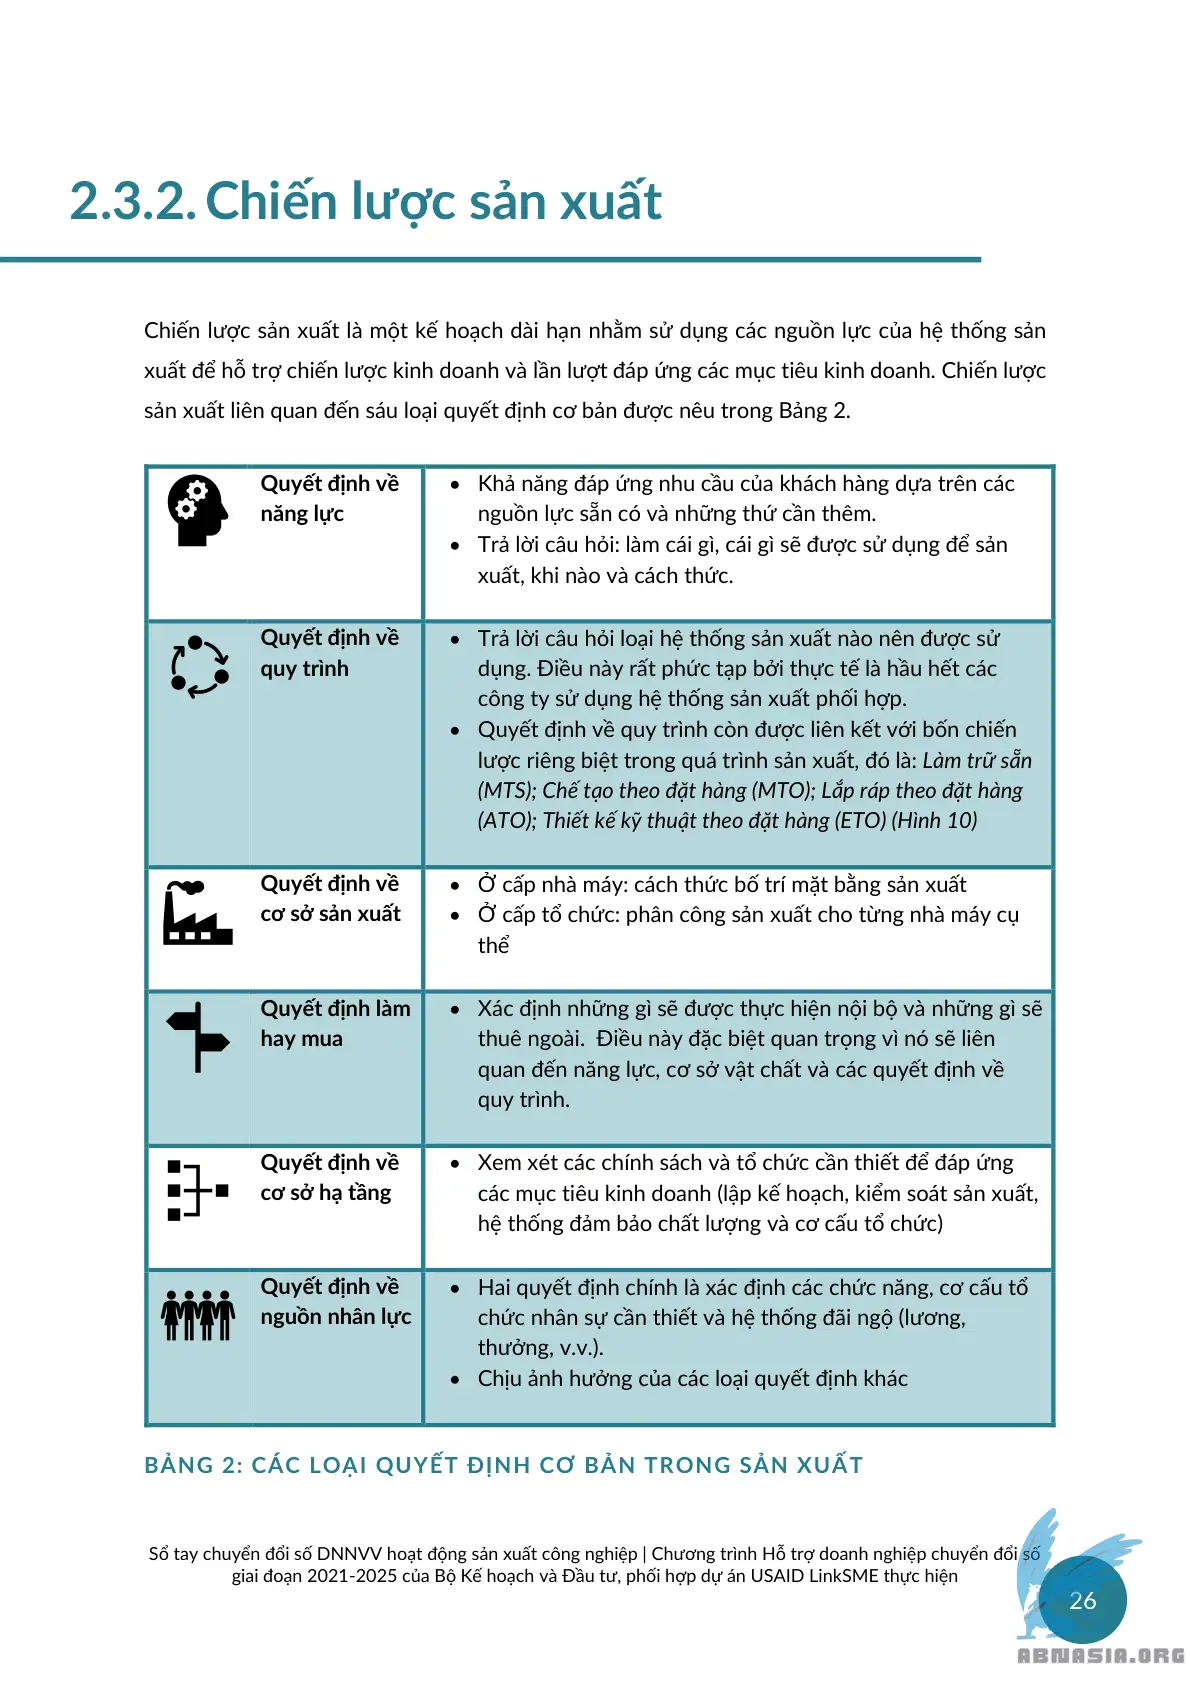 2.3.2. Chiến lược sản xuất
Chiến lược sản xuất là một kế hoạch dài hạn nhằm sử dụng các nguồn lực của hệ thống sản
xuất để hỗ trợ chiến lược kinh doanh và lần lượt đáp ứng các mục tiêu kinh doanh. Chiến lược
sản xuất liên quan đến sáu loại quyết định cơ bản được nêu trong Bảng 2.
Quyết định về
năng lực
• Khả năng đáp ứng nhu cầu của khách hàng dựa trên các
nguồn lực sẵn có và những thứ cần thêm.
• Trả lời câu hỏi: làm cái gì, cái gì sẽ được sử dụng để sản
xuất, khi nào và cách thức.
Quyết định về
quy trình
• Trả lời câu hỏi loại hệ thống sản xuất nào nên được sử
dụng. Điều này rất phức tạp bởi thực tế là hầu hết các
công ty sử dụng hệ thống sản xuất phối hợp.
• Quyết định về quy trình còn được liên kết với bốn chiến
lược riêng biệt trong quá trình sản xuất, đó là: Làm trữ sẵn
(MTS); Chế tạo theo đặt hàng (MTO); Lắp ráp theo đặt hàng
(ATO); Thiết kế kỹ thuật theo đặt hàng (ETO) (Hình 10)
Quyết định về
cơ sở sản xuất
• Ở cấp nhà máy: cách thức bố trí mặt bằng sản xuất
• Ở cấp tổ chức: phân công sản xuất cho từng nhà máy cụ
thể
Quyết định làm
hay mua
• Xác định những gì sẽ được thực hiện nội bộ và những gì sẽ
thuê ngoài.  Điều này đặc biệt quan trọng vì nó sẽ liên
quan đến năng lực, cơ sở vật chất và các quyết định về
quy trình.
Quyết định về
cơ sở hạ tầng
• Xem xét các chính sách và tổ chức cần thiết để đáp ứng
các mục tiêu kinh doanh (lập kế hoạch, kiểm soát sản xuất,
hệ thống đảm bảo chất lượng và cơ cấu tổ chức)
Quyết định về
nguồn nhân lực
• Hai quyết định chính là xác định các chức năng, cơ cấu tổ
chức nhân sự cần thiết và hệ thống đãi ngộ (lương,
thưởng, v.v.).
• Chịu ảnh hưởng của các loại quyết định khác
BẢNG 2: CÁC LOẠI QUYẾT ĐỊNH CƠ BẢN TRONG SẢN XUẤT
Sổ tay chuyển đổi số DNNVV hoạt động sản xuất công nghiệp | Chương trình Hỗ trợ doanh nghiệp chuyển đổi số
giai đoạn 2021-2025 của Bộ Kế hoạch và Đầu tư, phối hợp dự án USAID LinkSME thực hiện
26
ABNASIA.ORG